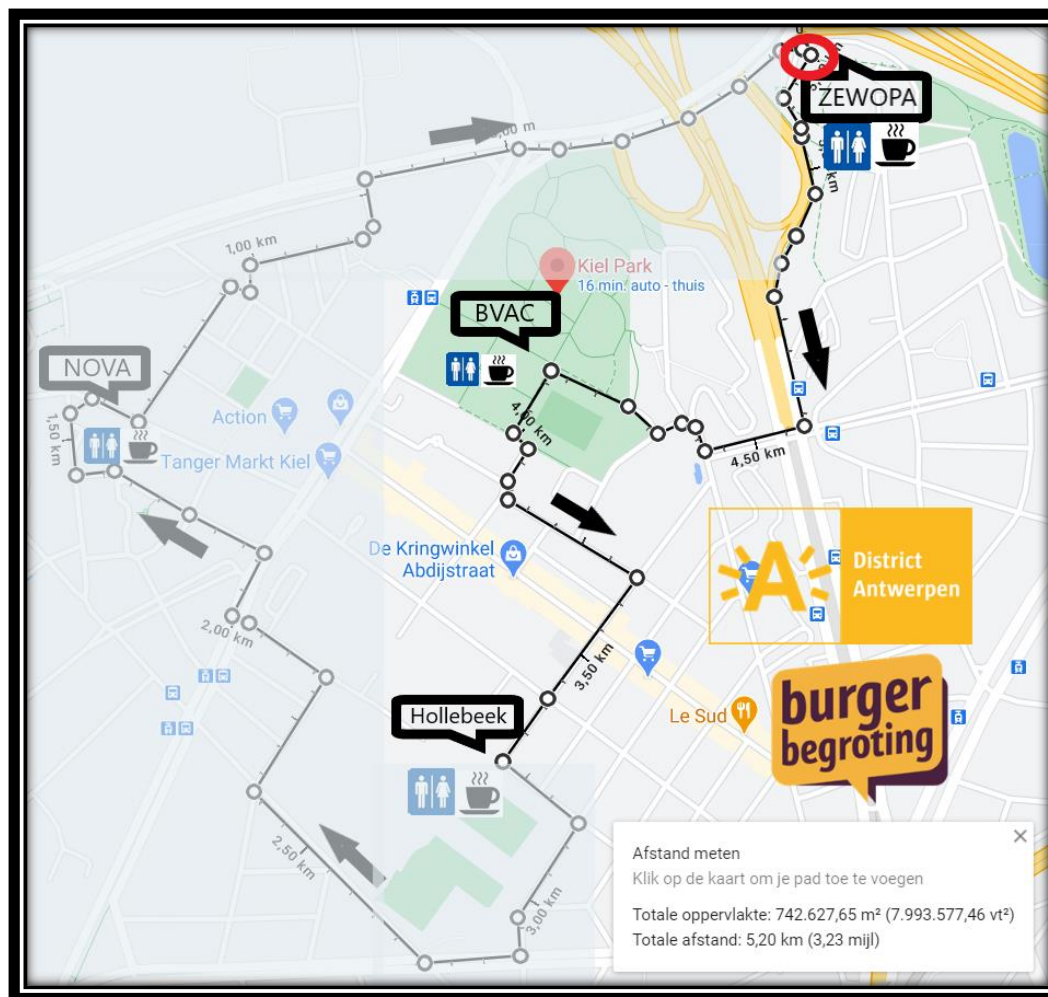 ZEWOPA
1,00 km
Kiel Park
16 min. auto - thuis
BVAC
NOVA
1,50 km
Action
Tanger Markt Kiel
4,00 km
4,50 km
De Kringwinkel
Abdijstraat
District
Antwerpen
2,00 km
3,50 km
Hollebeek
Le Sud
burger
begroting
2,50 km
3,00 km
Afstand meten
Klik op de kaart om je pad toe te voegen
Totale oppervlakte: 742.627,65 m² (7.993.577,46 vt²)
Totale afstand: 5,20 km (3,23 mijl)